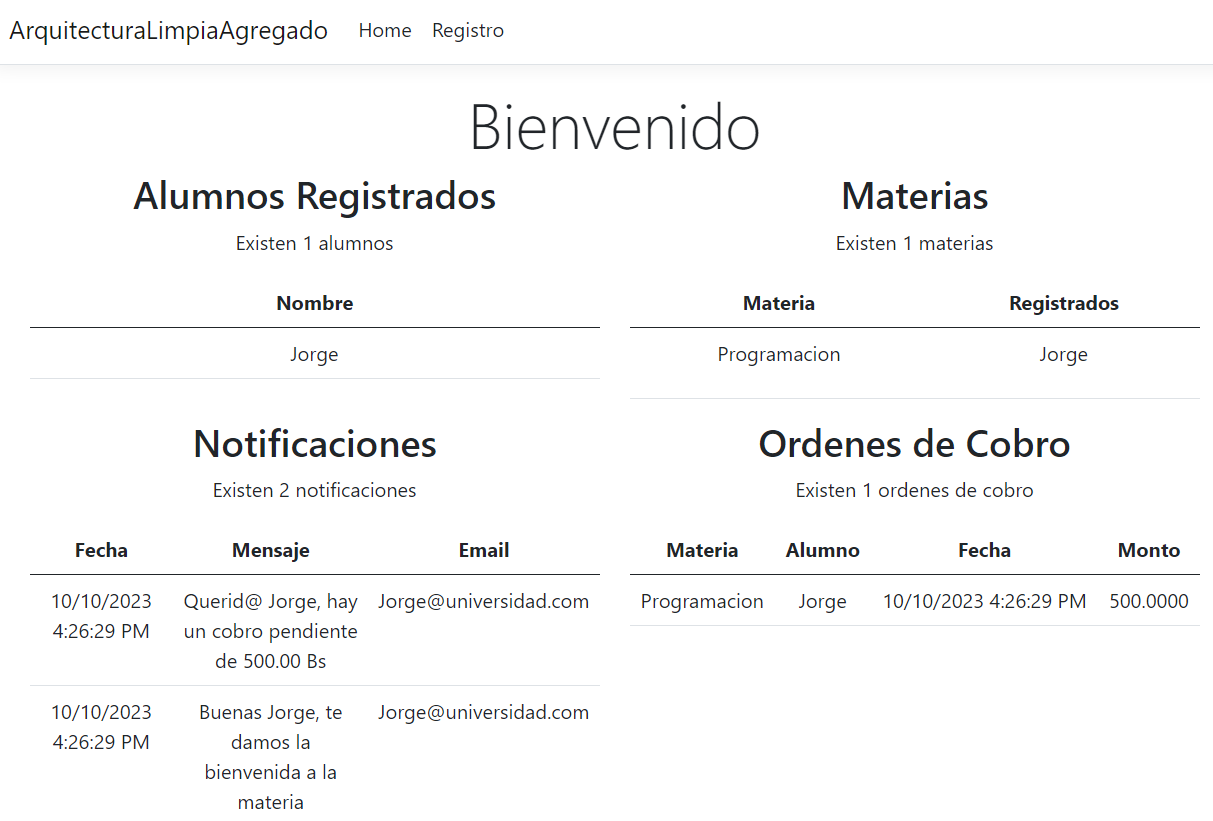 ArquitecturaLimpiaAgregado Home Registro
Bienvenido
Alumnos Registrados
Existen 1 alumnos
Nombre
Jorge
Materias
Existen 1 materias
Materia Registrados
Programacion Jorge
Notificaciones
Existen 2 notificaciones
Fecha Mensaje Email
10/10/2023 Querid@ Jorge, hay Jorge@universidad.com
4:26:29 PM un cobro pendiente
de 500.00 Bs
10/10/2023 Buenas Jorge, te Jorge@universidad.com
4:26:29 PM damos la
bienvenida a la
materia
Ordenes de Cobro
Existen 1 ordenes de cobro
Materia Alumno Fecha Monto
Programacion Jorge 10/10/2023 4:26:29 PM 500.0000